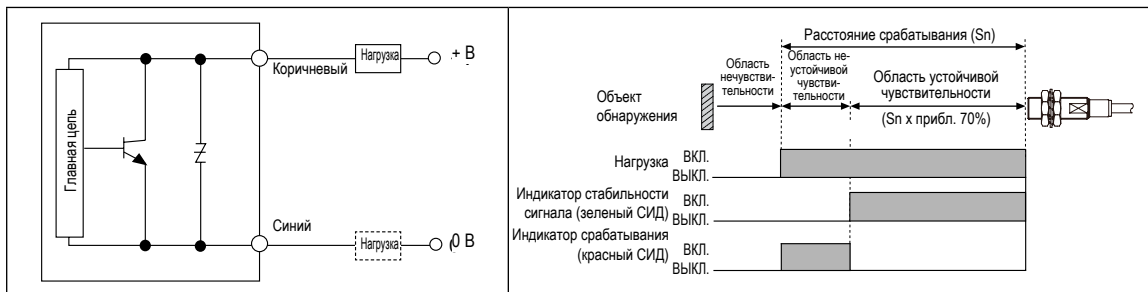 Главная цепь
Коричневый
Нагрузка
+ В
Синий
Нагрузка
0 В
Расстояние срабатывания (Sn)
Область
нечувстви-
тельности
Область не-
устойчивой
чувстви-
тельности
Область устойчивой
чувствительности
(Sn x прибл. 70%)
Объект
обнаружения
Нагрузка
ВКЛ.
ВЫКЛ.
Индикатор стабильности
сигнала (зеленый СИД)
ВКЛ.
ВЫКЛ.
Индикатор срабатывания
(красный СИД)
ВКЛ.
ВЫКЛ.